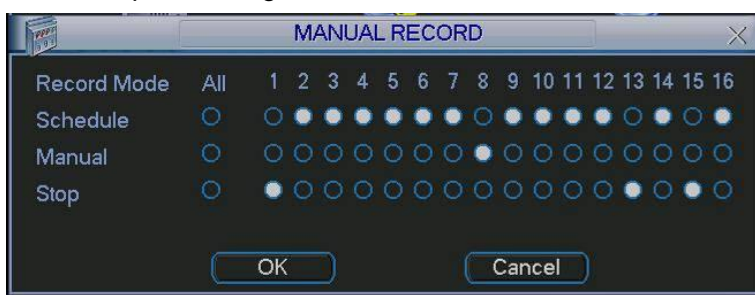 MANUAL RECORD
Record Mode All 1 2 3 4 5 6 7 8 9 10 11 12 13 14 15 16
Schedule
Manual
Stop
OK Cancel